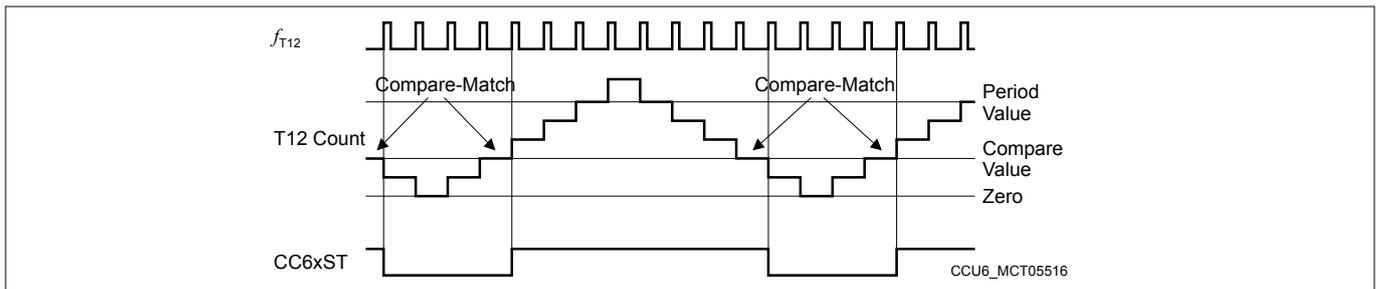 fT12
Compare-Match
Compare-Match
Period
Value
T12 Count
Compare
Value
Zero
CC6xST
CCU6_MCT05516